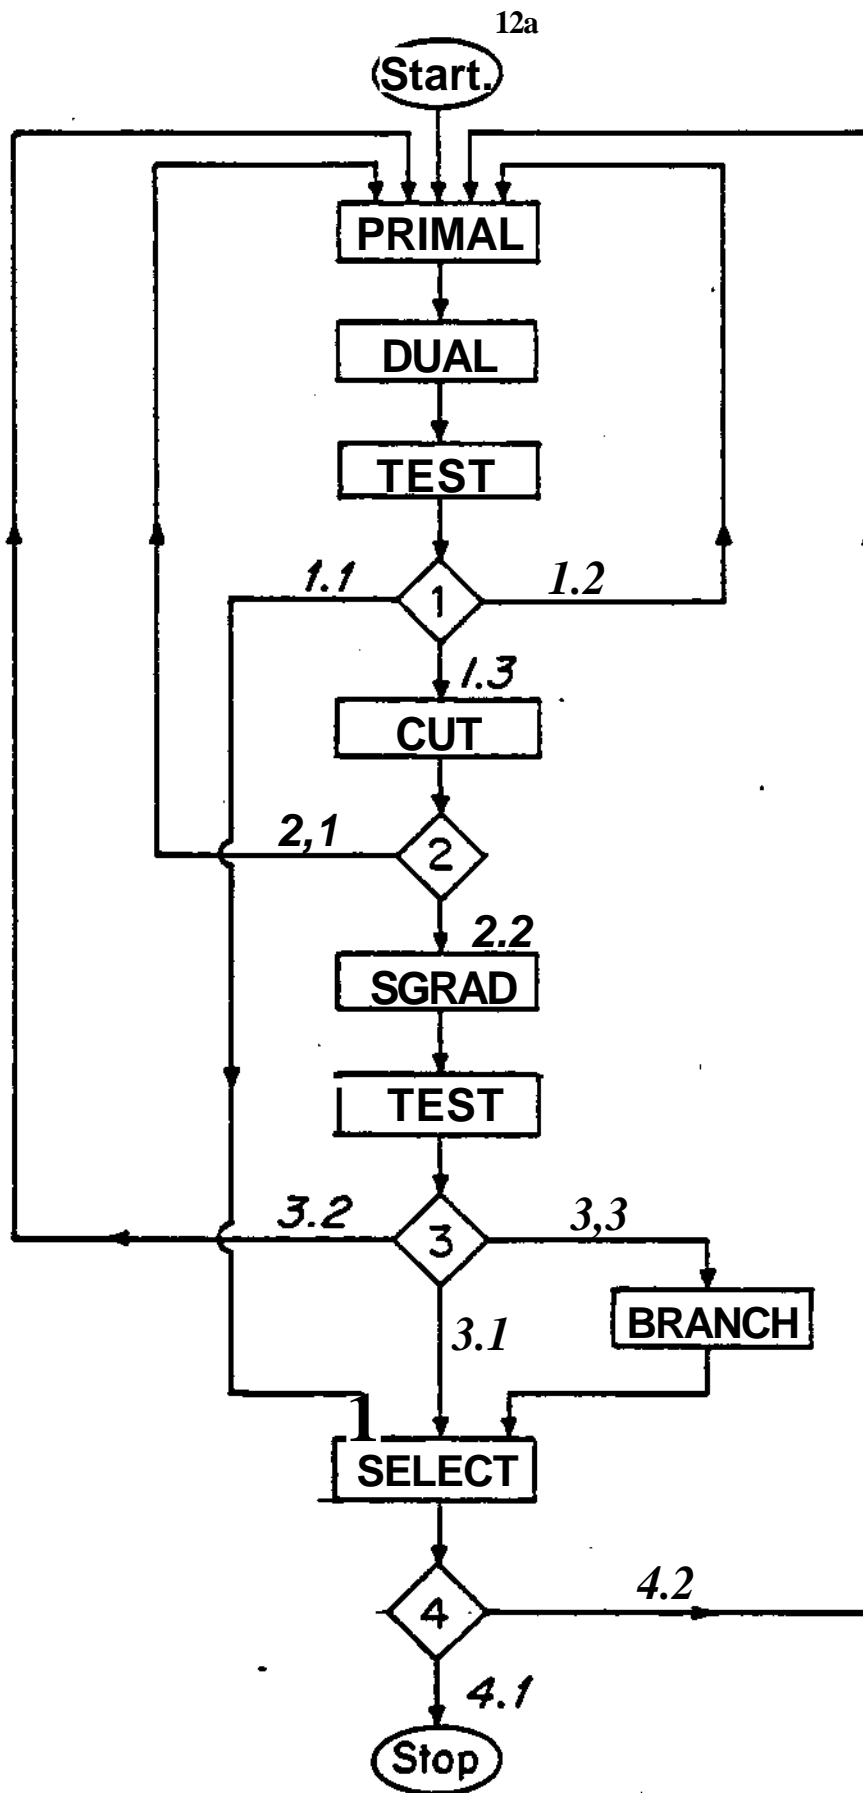 12a
Start.
PRIMAL
DUAL
TEST
1.1
1
1.2
1.3
CUT
2,1
2
2.2
SGRAD
TEST
3.2
3
3,3
3.1
BRANCH
1
SELECT
4
4.2
4.1
Stop